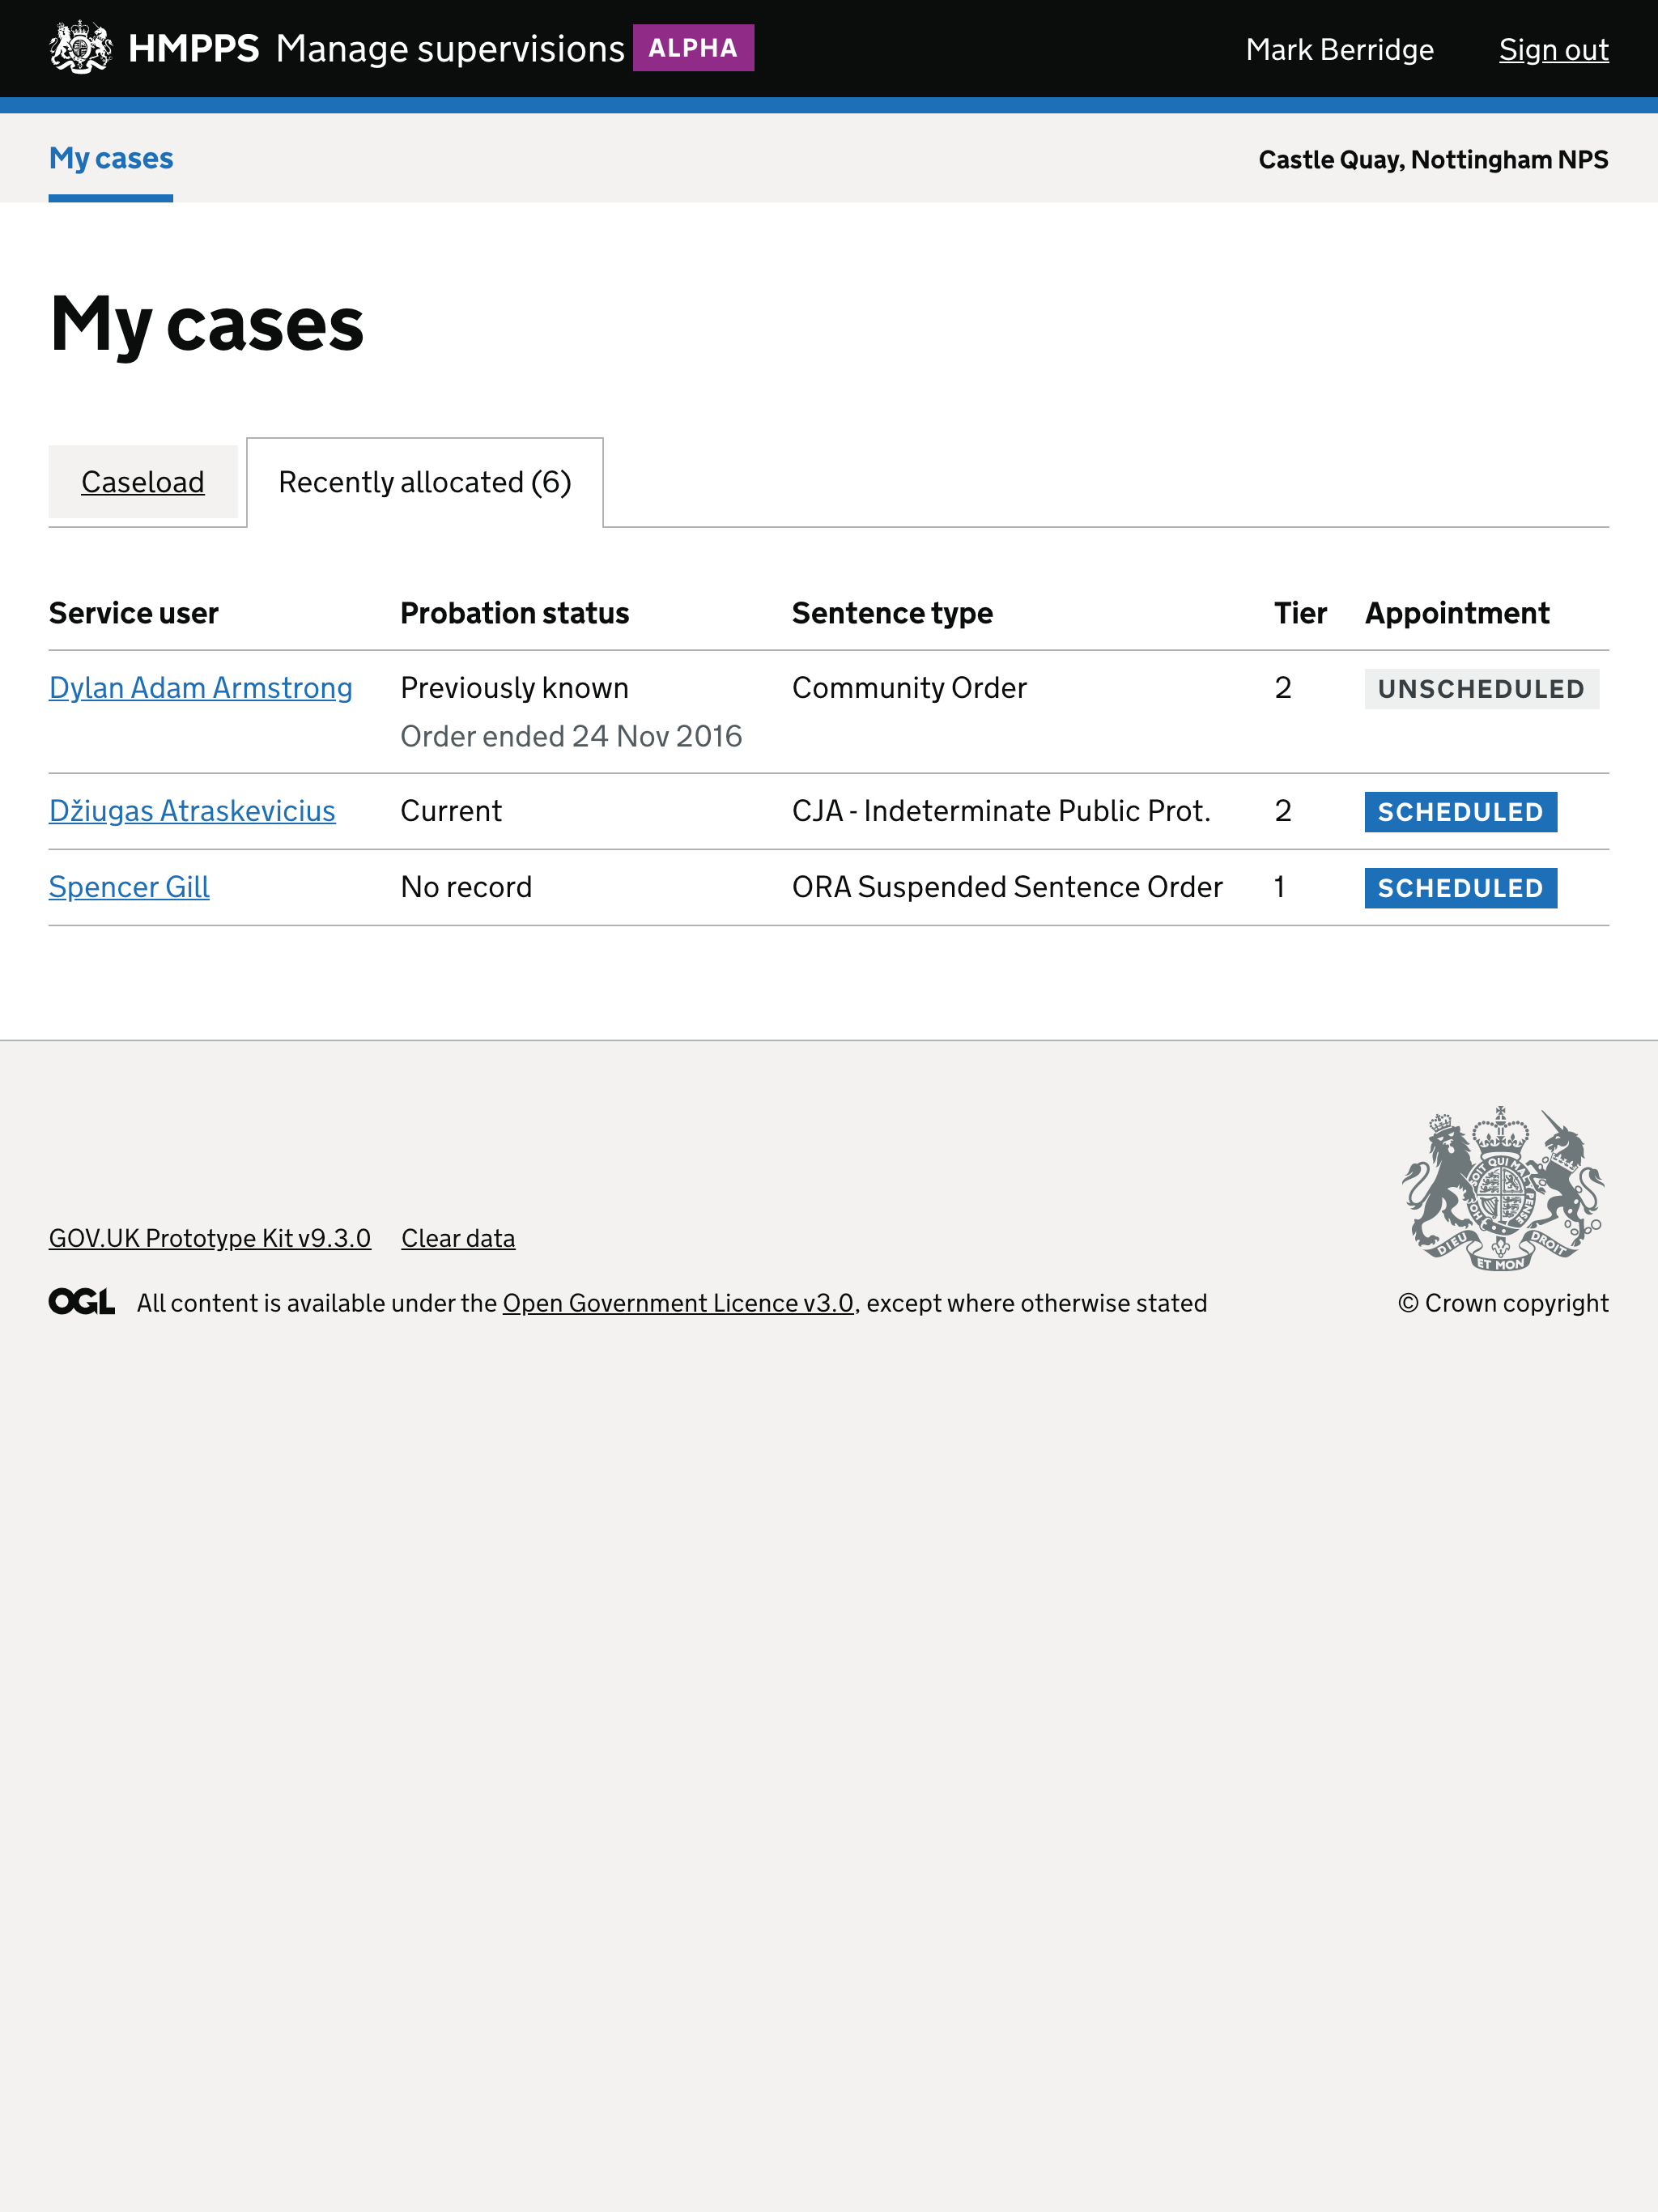 HMPPS Manage supervisions ALPHA Mark Berridge Sign out
My cases Castle Quay, Nottingham NPS
My cases
Caseload Recently allocated (6)
Service user Probation status Sentence type Tier Appointment
Dylan Adam Armstrong Previously known Community Order 2 UNSCHEDULED
Order ended 24 Nov 2016
Džiugas Atraskevicius Current CJA - Indeterminate Public Prot. 2 SCHEDULED
Spencer Gill No record ORA Suspended Sentence Order 1 SCHEDULED
GOV.UK Prototype Kit v9.3.0 Clear data
DIEU ET MON DROIT
OGL All content is available under the Open Government Licence v3.0, except where otherwise stated © Crown copyright